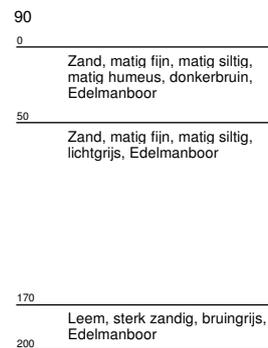 90
0
Zand, matig fijn, matig siltig,
matig humeus, donkerbruin,
Edelmanboor
50
Zand, matig fijn, matig siltig,
lichtgrijs, Edelmanboor
170
Leem, sterk zandig, bruingrijs,
Edelmanboor
200